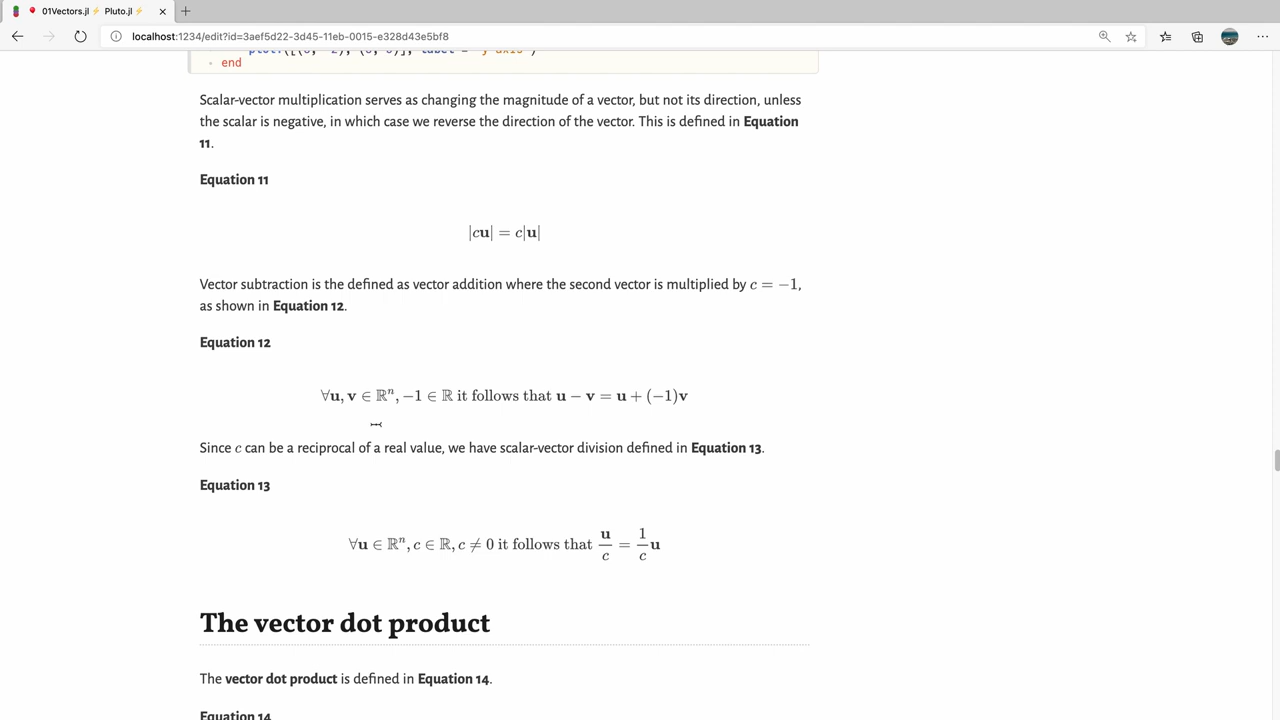 01Vectors.jl⚡ Pluto.jl⚡
localhost:1234/edit?id=3aef5d22-3d45-11eb-0015-e328d43e5bf8
end
Scalar-vector multiplication serves as changing the magnitude of a vector, but not its direction, unless
the scalar is negative, in which case we reverse the direction of the vector. This is defined in Equation
11.
Equation 11
|cu| = c|u|
Vector subtraction is the defined as vector addition where the second vector is multiplied by c = −1,
as shown in Equation 12.
Equation 12
∀u, v ∈ ℝⁿ, −1 ∈ ℝ it follows that u − v = u + (−1)v
Since c can be a reciprocal of a real value, we have scalar-vector division defined in Equation 13.
Equation 13
∀u ∈ ℝⁿ, c ∈ ℝ, c ≠ 0 it follows that u/c = 1/c u
The vector dot product
The vector dot product is defined in Equation 14.
Equation 14